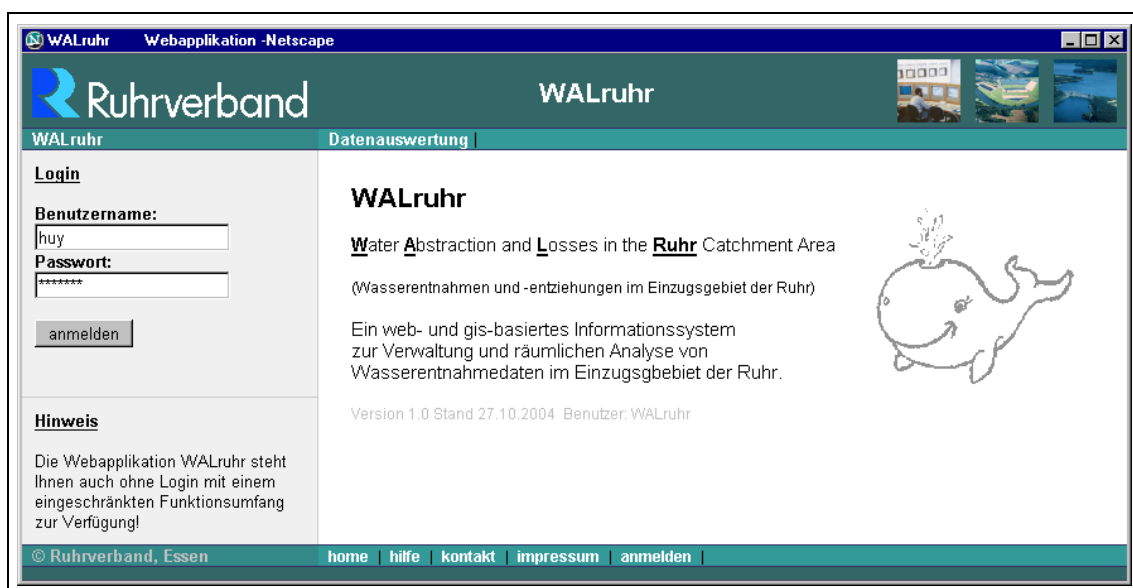 WALruhr Webapplikation -Netscape
Ruhrverband
WALruhr
WALruhr
Datenauswertung |
Login
Benutzername:
huy
Passwort:
*******
anmelden
Hinweis
Die Webapplikation WALruhr steht
Ihnen auch ohne Login mit einem
eingeschränkten Funktionsumfang
zur Verfügung!
WALruhr
Water Abstraction and Losses in the Ruhr Catchment Area
(Wasserentnahmen und -entziehungen im Einzugsgebiet der Ruhr)
Ein web- und gis-basiertes Informationssystem
zur Verwaltung und räumlichen Analyse von
Wasserentnahmedaten im Einzugsgbebiet der Ruhr.
Version 1.0 Stand 27.10.2004 Benutzer: WALruhr
© Ruhrverband, Essen
home | hilfe | kontakt | impressum | anmelden |